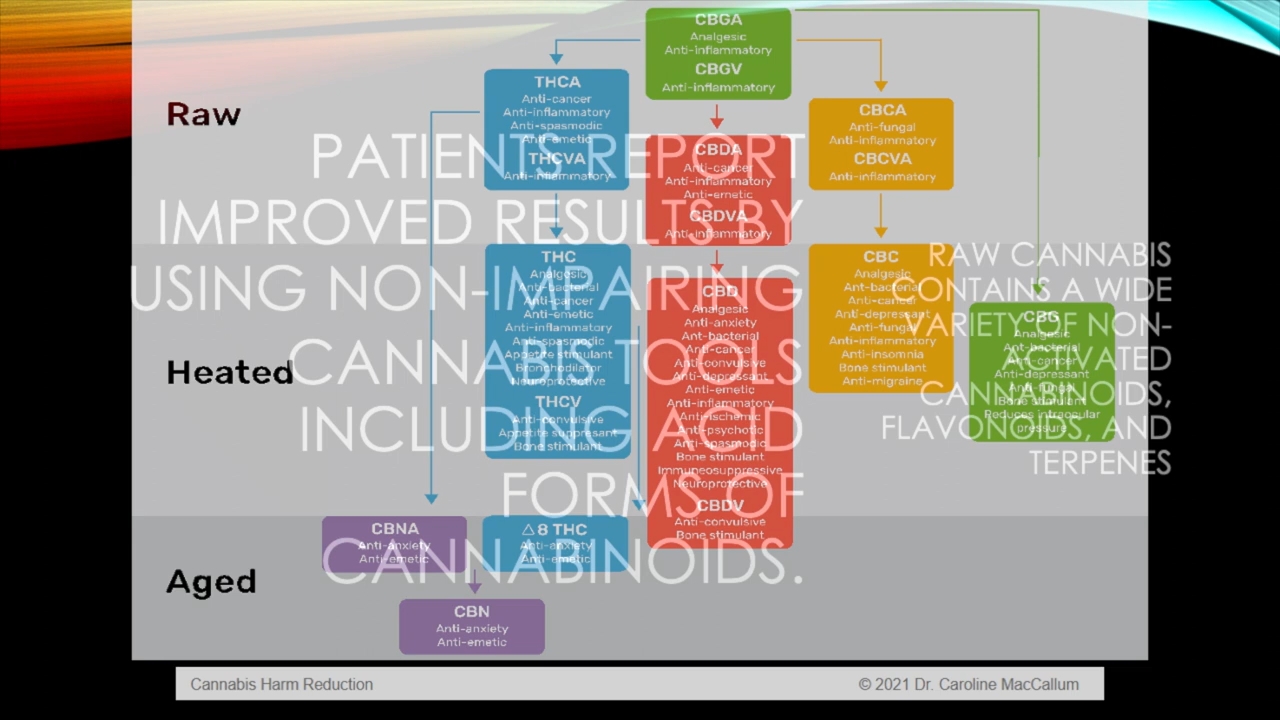 CBGA
Analgesic
Anti-inflammatory
CBGV
Anti-inflammatory
Raw
THCA
Anti-cancer
Anti-inflammatory
Anti-spasmodic
Anti-emetic
THCVA
Anti-inflammatory
CBDA
Anti-cancer
Anti-inflammatory
Anti-emetic
CBDVA
Anti-inflammatory
CBCA
Anti-fungal
Anti-inflammatory
CBCVA
Anti-inflammatory
PATIENTS REPORT
IMPROVED RESULTS BY
USING NON-IMPAIRING
CANNABIS TOOLS
INCLUDING ACID
FORMS OF
CANNABINOIDS.
RAW CANNABIS
CONTAINS A WIDE
VARIETY OF NON-
ACTIVATED
CANNABINOIDS,
FLAVONOIDS, AND
TERPENES
Heated
THC
Analgesic
Ant-bacterial
Anti-cancer
Anti-emetic
Anti-inflammatory
Anti-spasmodic
Appetite stimulant
Bronchodilator
Neuroprotective
THCV
Anti-convulsive
Appetite suppresant
Bone stimulant
CBD
Analgesic
Anti-anxiety
Ant-bacterial
Anti-cancer
Anti-convulsive
Anti-depressant
Anti-emetic
Anti-inflammatory
Anti-ischemic
Anti-psychotic
Anti-spasmodic
Bone stimulant
Immuneosuppressive
Neuroprotective
CBDV
Anti-convulsive
Bone stimulant
CBC
Analgesic
Ant-bacterial
Anti-cancer
Anti-depressant
Anti-fungal
Anti-inflammatory
Anti-insomnia
Bone stimulant
Anti-migraine
CBG
Analgesic
Ant-bacterial
Anti-cancer
Anti-depressant
Anti-fungal
Bone stimulant
Reduces intraocular
pressure
Aged
CBNA
Anti-anxiety
Anti-emetic
△8 THC
Anti-anxiety
Anti-emetic
CBN
Anti-anxiety
Anti-emetic
Cannabis Harm Reduction
© 2021 Dr. Caroline MacCallum